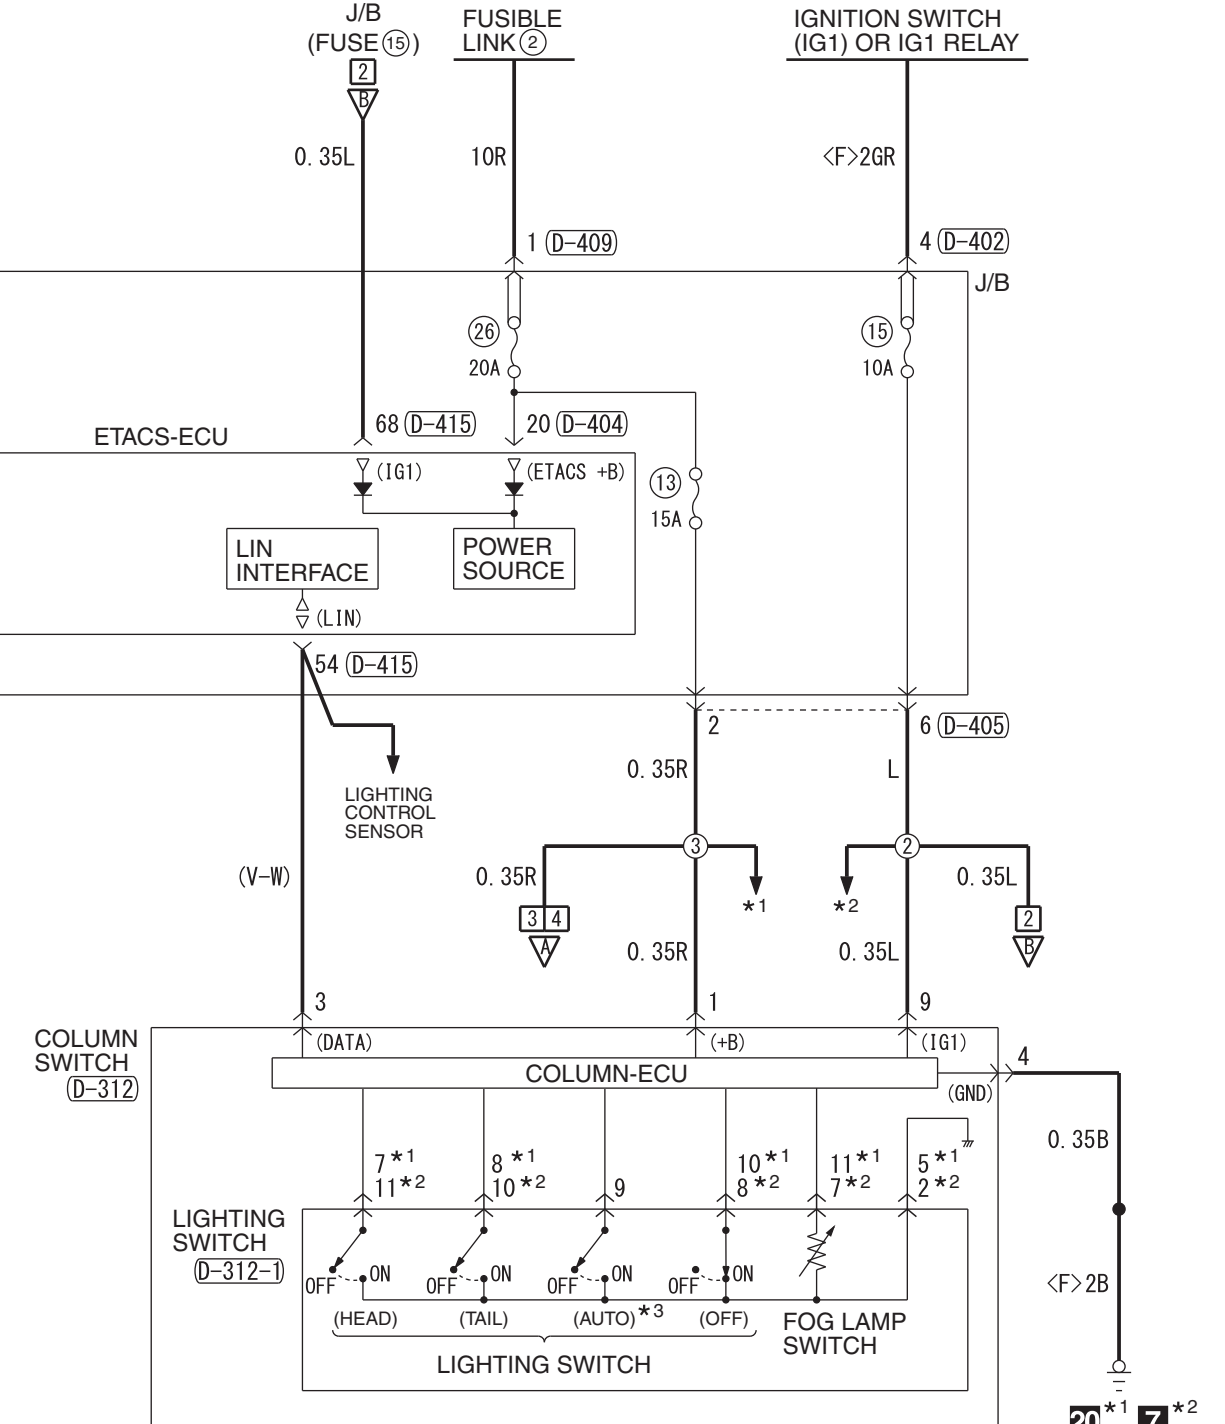 J/B
(FUSE 15)
2
B
FUSIBLE
LINK 2
IGNITION SWITCH
(IG1) OR IG1 RELAY
0. 35L
10R
<F>2GR
1 (D-409)
4 (D-402)
J/B
26
20A
15
10A
68 (D-415)
20 (D-404)
ETACS-ECU
(IG1)
(ETACS +B)
13
15A
LIN
INTERFACE
POWER
SOURCE
(LIN)
54 (D-415)
2
6 (D-405)
0. 35R
L
LIGHTING
CONTROL
SENSOR
3
2
(V-W)
0. 35R
*1
*2
0. 35L
3 4
A
2
B
0. 35R
0. 35L
3
1
9
COLUMN
SWITCH
(D-312)
(DATA)
(+B)
(IG1)
4
COLUMN-ECU
(GND)
0. 35B
7*1
11*2
8 *1
10*2
9
10*1
8*2
11*1
7*2
5*1
2*2
LIGHTING
SWITCH
(D-312-1)
OFF ON
OFF ON
OFF ON
OFF ON
<F>2B
(HEAD)
(TAIL)
(AUTO)*3
(OFF)
FOG LAMP
SWITCH
LIGHTING SWITCH
20 *1 7 *2